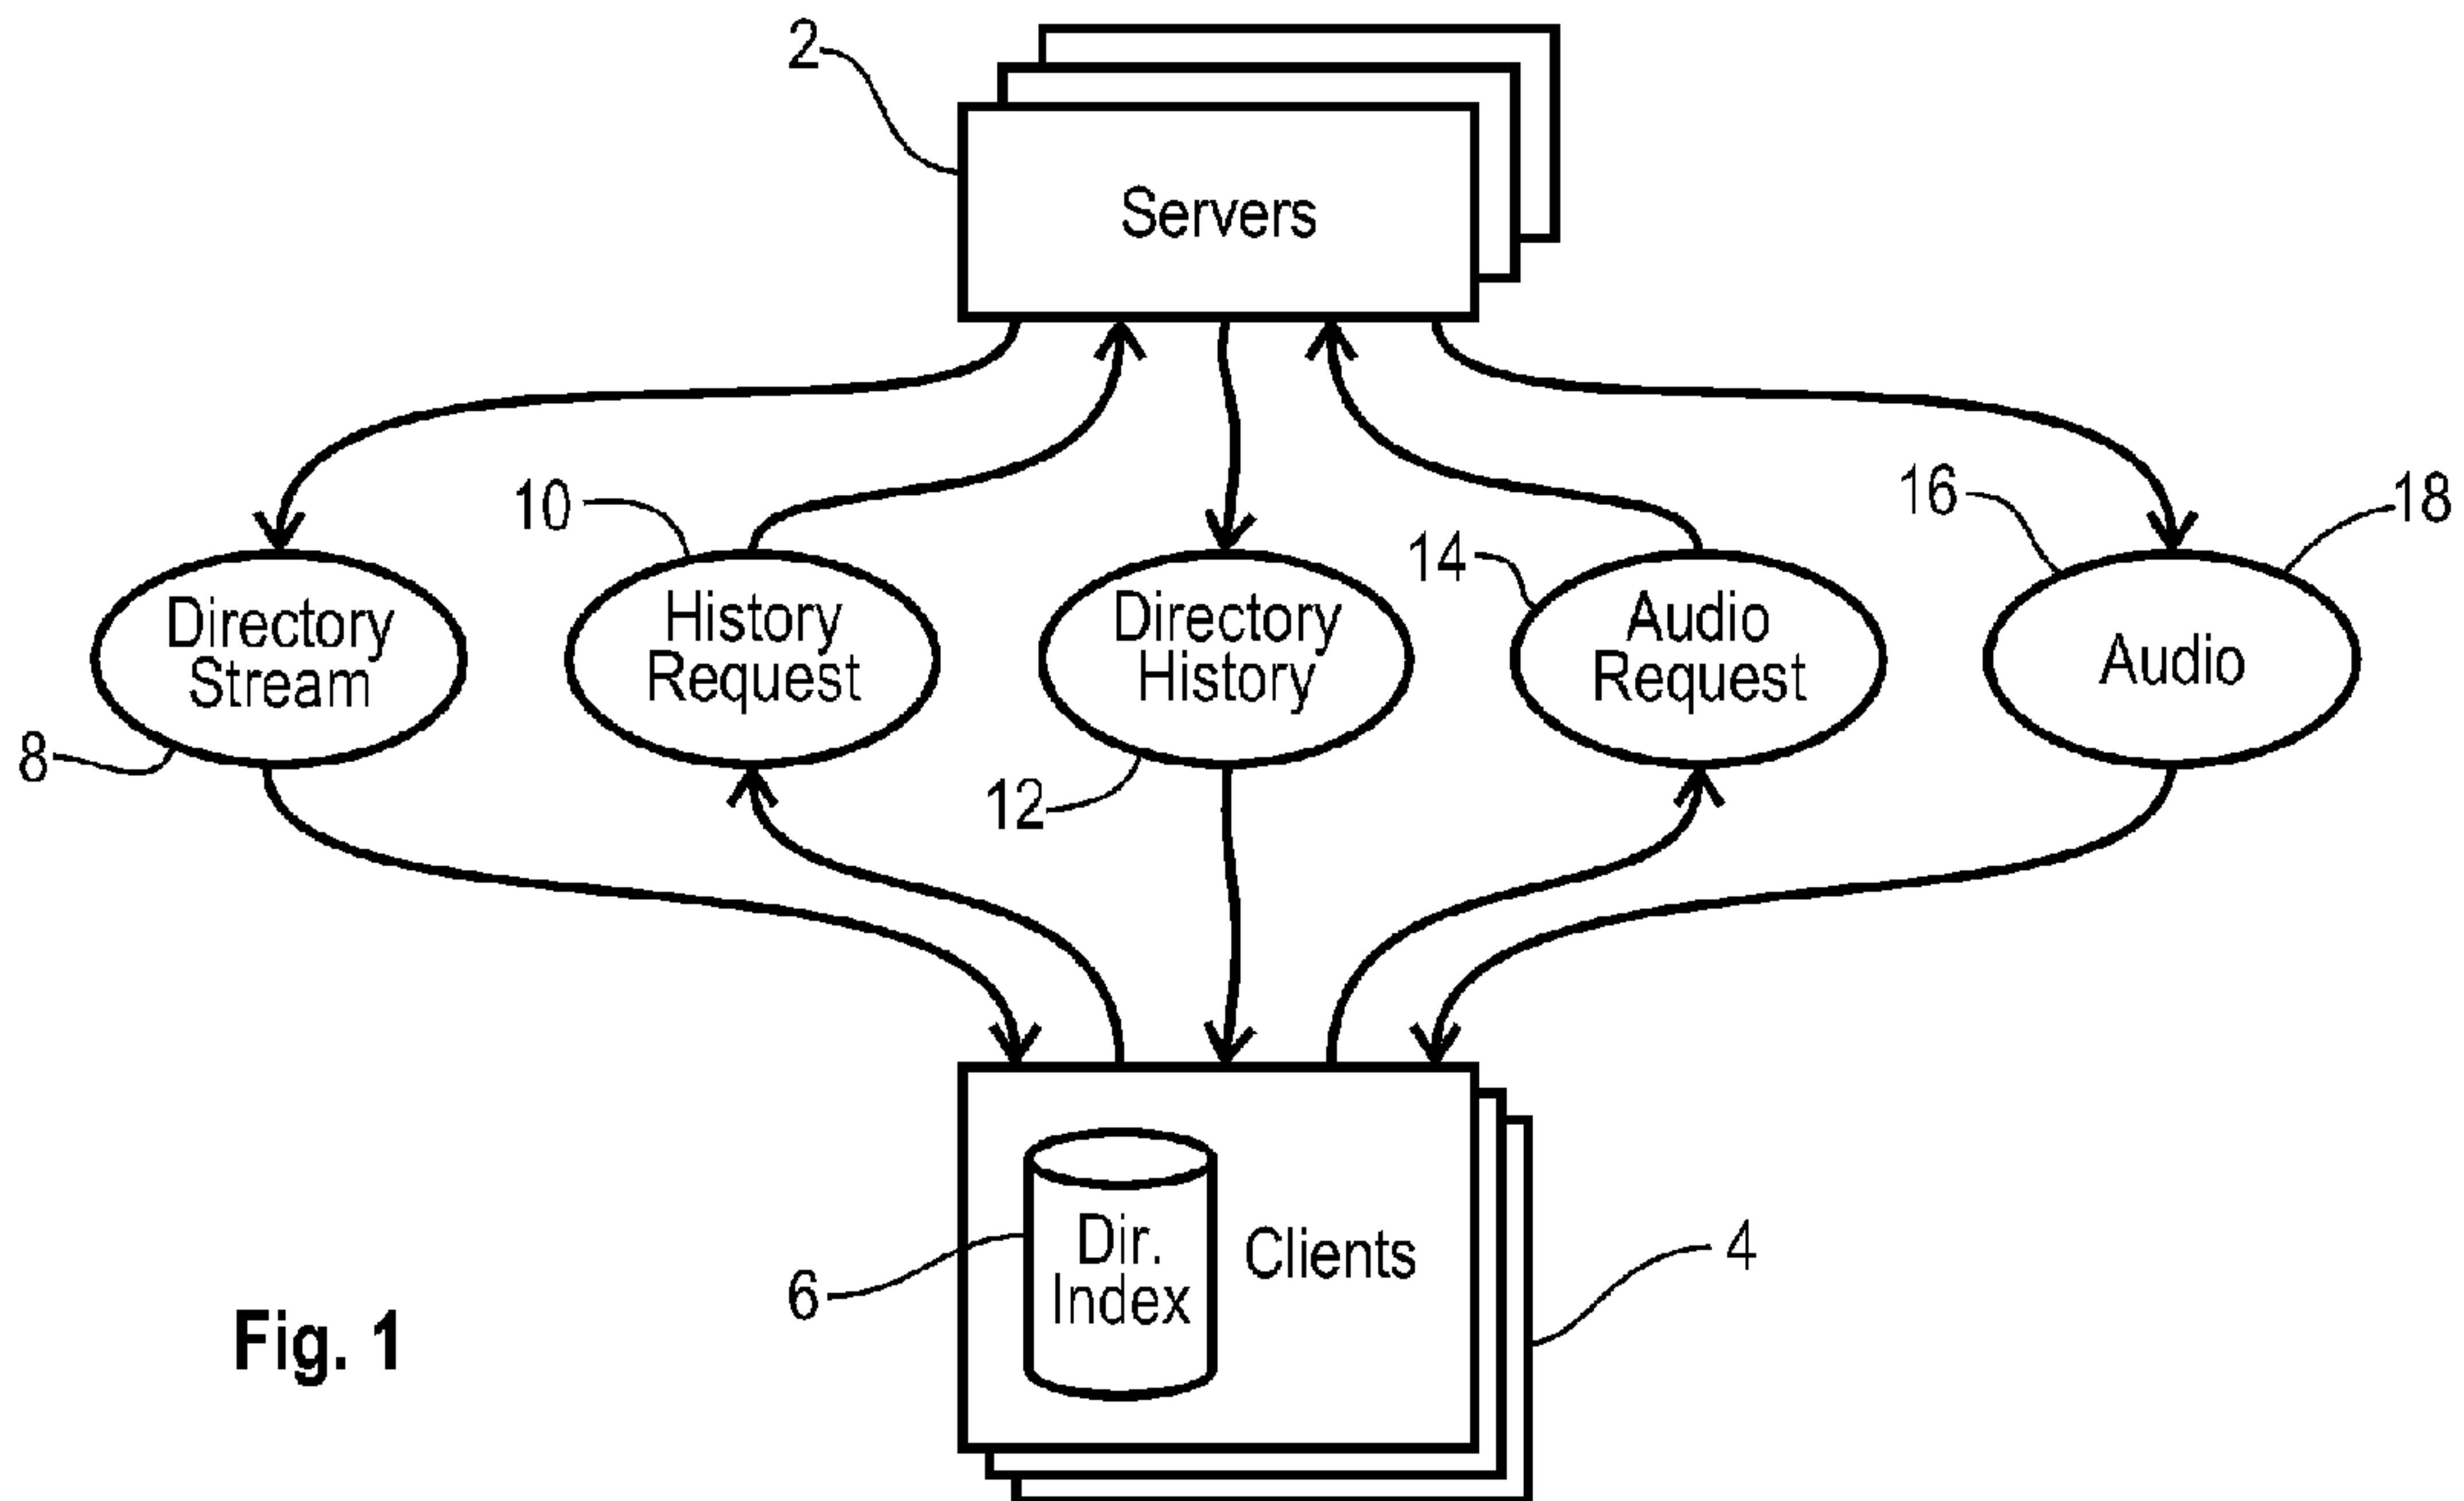 2
Servers
10
16
18
14
Directory
Stream
History
Request
Directory
History
Audio
Request
Audio
8
12
Dir.
Index
Clients
6
4
Fig. 1